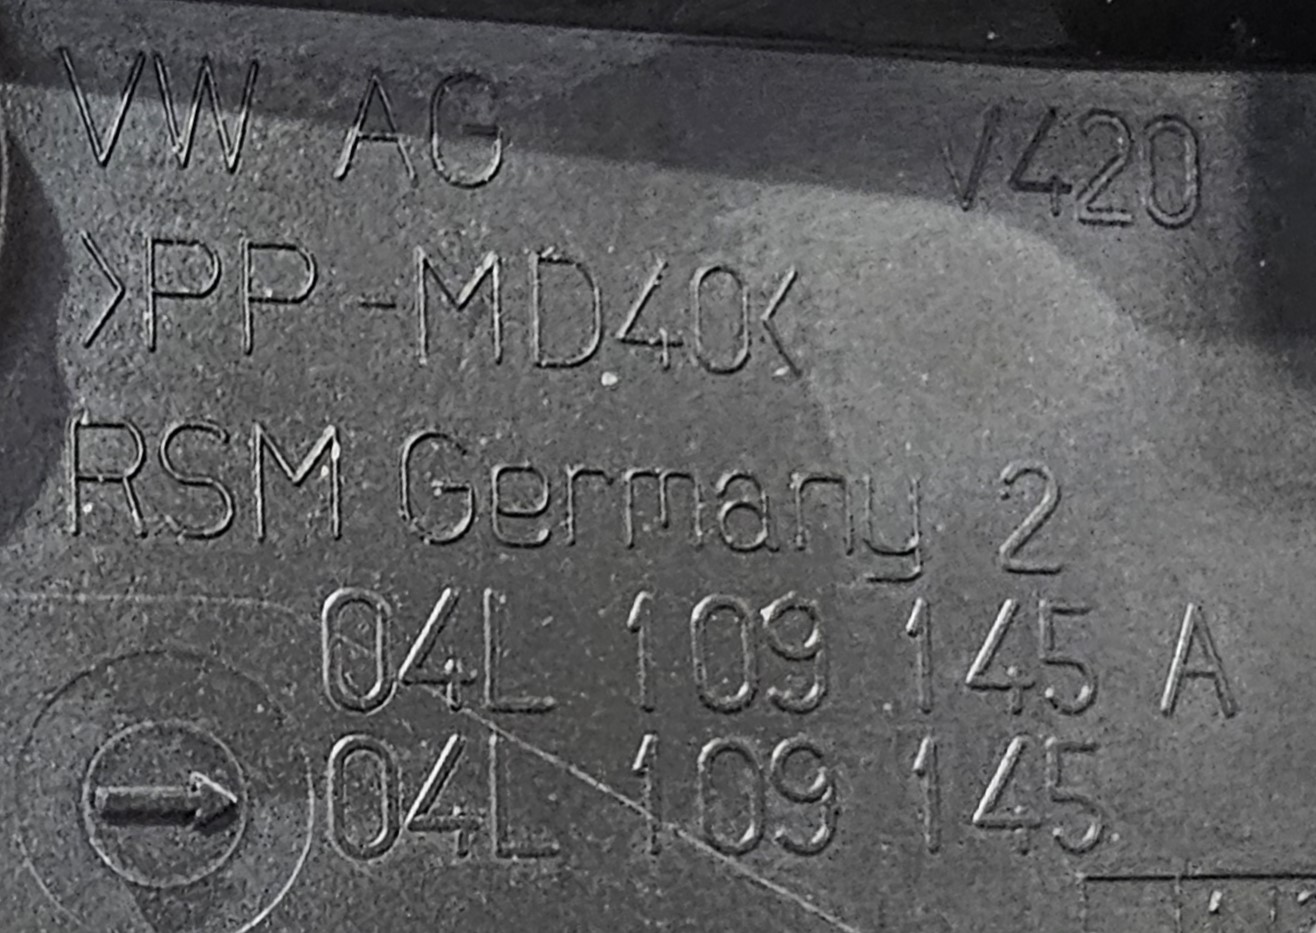 VW AG V420
>PP-MD40<
RSM Germany 2
04L 109 145 A
04L 109 145